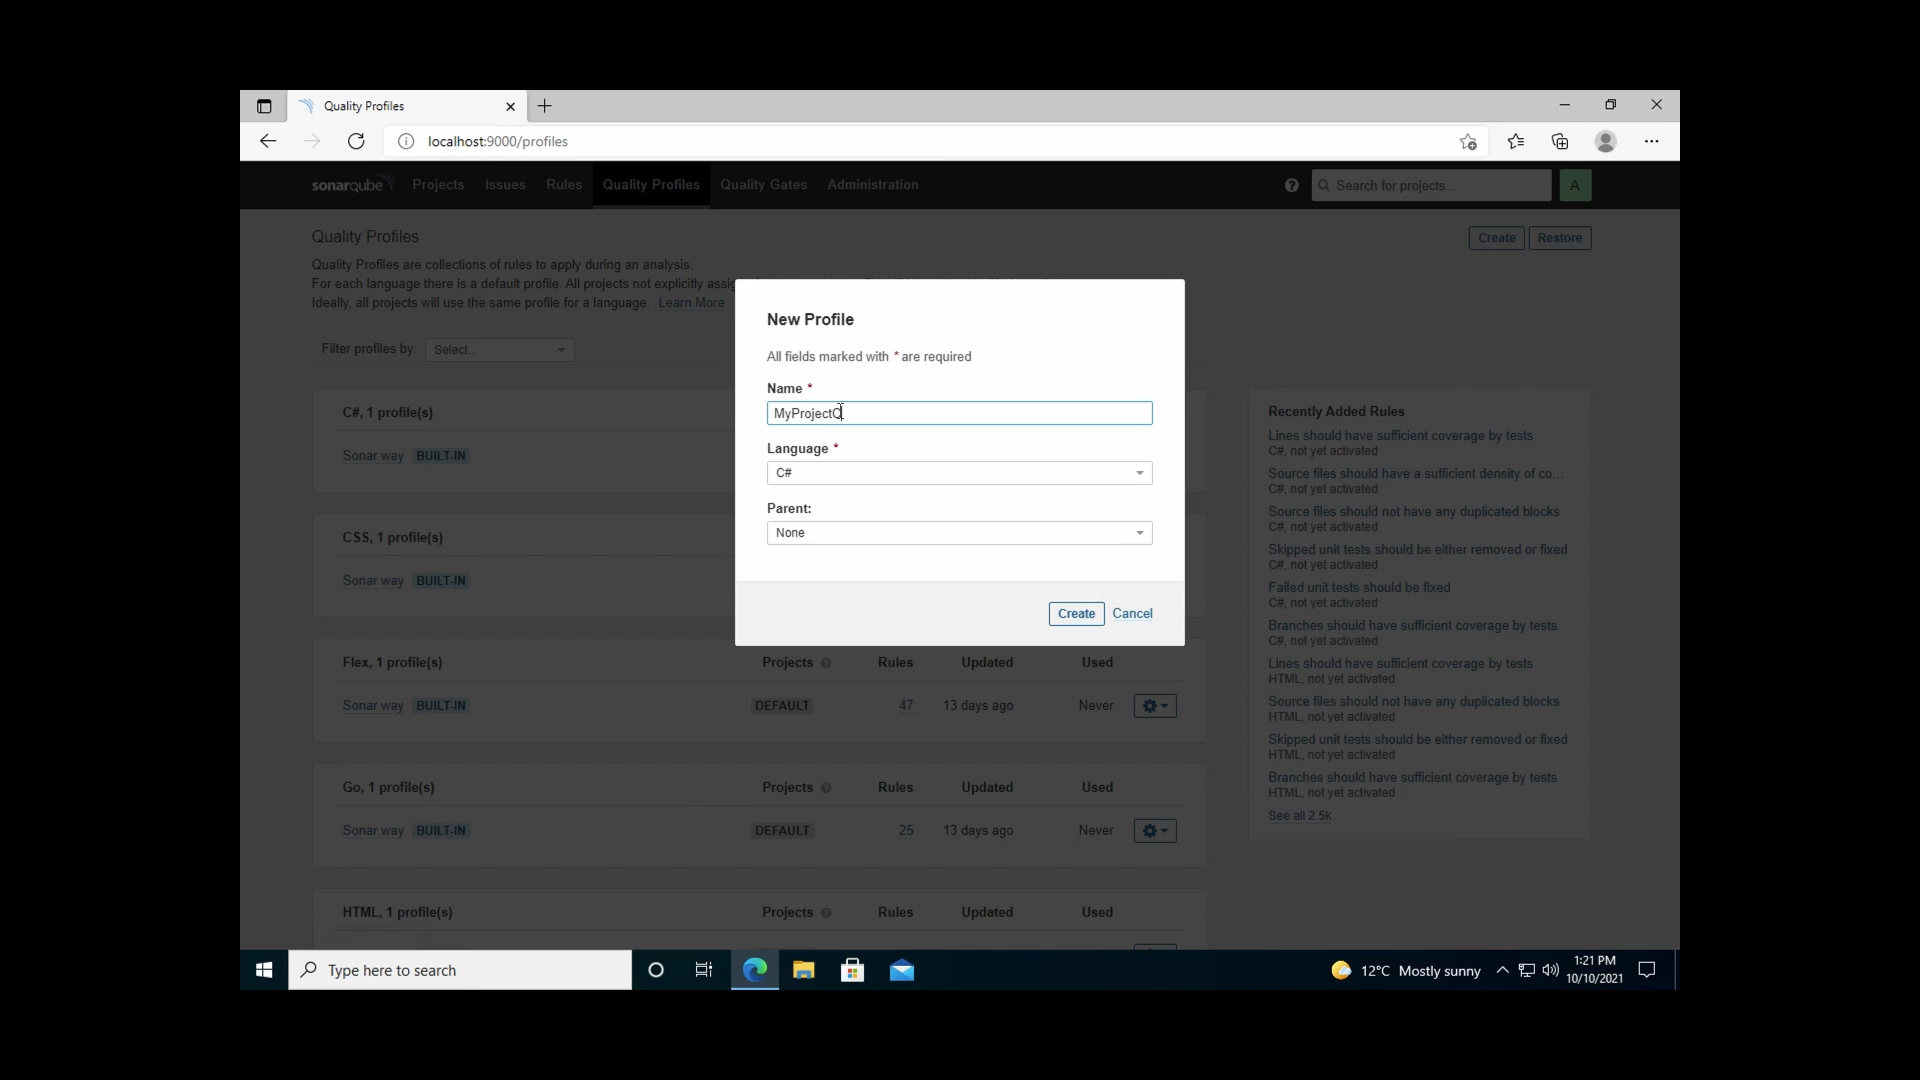 Quality Profiles
localhost:9000/profiles
sonarqube Projects Issues Rules Quality Profiles Quality Gates Administration Search for projects... A
Quality Profiles
Create Restore
Quality Profiles are collections of rules to apply during an analysis.
For each language there is a default profile. All projects not explicitly
Ideally, all projects will use the same profile for a language. Learn More
Filter profiles by: Select...
New Profile
All fields marked with * are required
Name *
MyProjectQ
Language *
C#
Parent:
None
Create Cancel
C#, 1 profile(s)
Sonar way BUILT-IN
CSS, 1 profile(s)
Sonar way BUILT-IN
Flex, 1 profile(s) Projects Rules Updated Used
Sonar way BUILT-IN DEFAULT 47 13 days ago Never
Go, 1 profile(s) Projects Rules Updated Used
Sonar way BUILT-IN DEFAULT 25 13 days ago Never
HTML, 1 profile(s) Projects Rules Updated Used
Recently Added Rules
Lines should have sufficient coverage by tests
C#, not yet activated
Source files should have a sufficient density of co...
C#, not yet activated
Source files should not have any duplicated blocks
C#, not yet activated
Skipped unit tests should be either removed or fixed
C#, not yet activated
Failed unit tests should be fixed
C#, not yet activated
Branches should have sufficient coverage by tests
C#, not yet activated
Lines should have sufficient coverage by tests
HTML, not yet activated
Source files should not have any duplicated blocks
HTML, not yet activated
Skipped unit tests should be either removed or fixed
HTML, not yet activated
Branches should have sufficient coverage by tests
HTML, not yet activated
See all 2.5k
Type here to search
12°C Mostly sunny
1:21 PM
10/10/2021